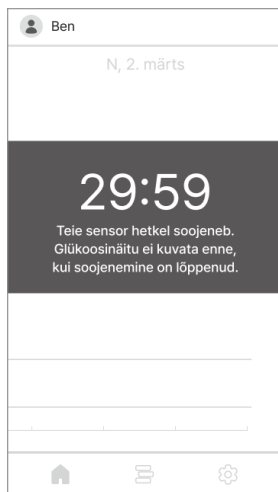 Ben
N, 2. märts
29:59
Teie sensor hetkel soojeneb.
Glükoosinäitu ei kuvata enne,
kui soojenemine on lõppenud.